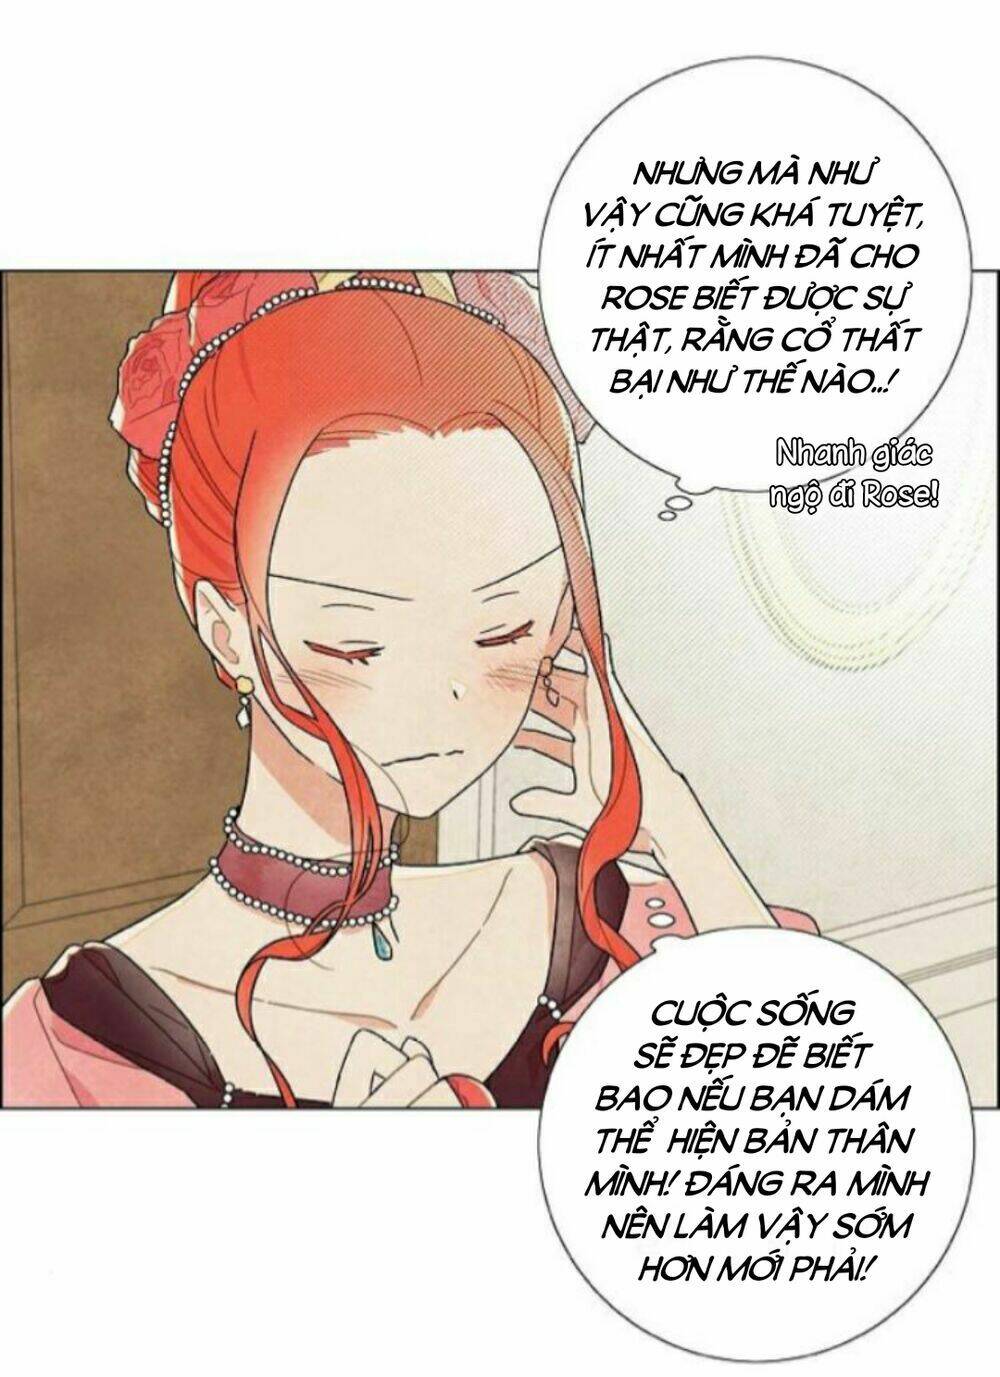 NHƯNG MÀ NHƯ
VẬY CŨNG KHÁ TUYỆT,
ÍT NHẤT MÌNH ĐÃ CHO
ROSE BIẾT ĐƯỢC SỰ
THẬT, RẰNG CỔ THẤT
BẠI NHƯ THẾ NÀO..!
Nhanh giác
ngộ đi Rose!
CUỘC SỐNG
SẼ ĐẸP ĐẼ BIẾT
BAO NẾU BẠN DÁM
THỂ HIỆN BẢN THÂN
MÌNH! ĐÁNG RA MÌNH
NÊN LÀM VẬY SỚM
HƠN MỚI PHẢI!